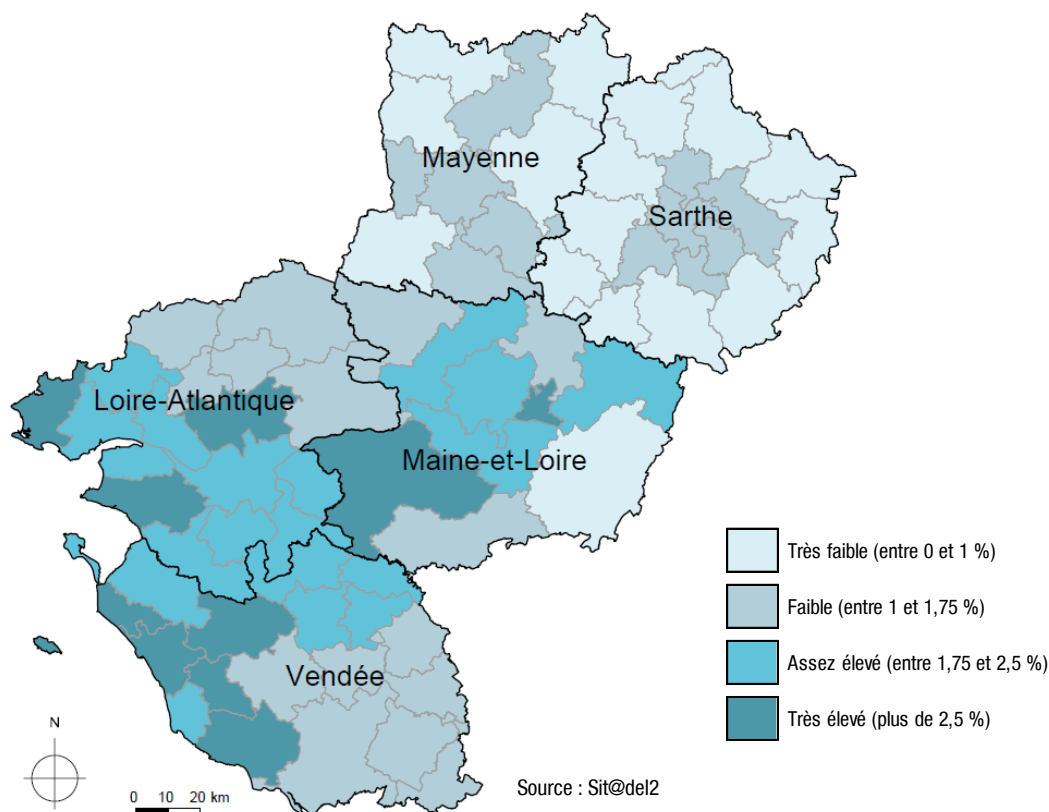 Mayenne
Sarthe
Loire-Atlantique
Maine-et-Loire
Vendée
Très faible (entre 0 et 1 %)
Faible (entre 1 et 1,75 %)
Assez élevé (entre 1,75 et 2,5 %)
Très élevé (plus de 2,5 %)
N
0 10 20 km
Source : Sit@del2